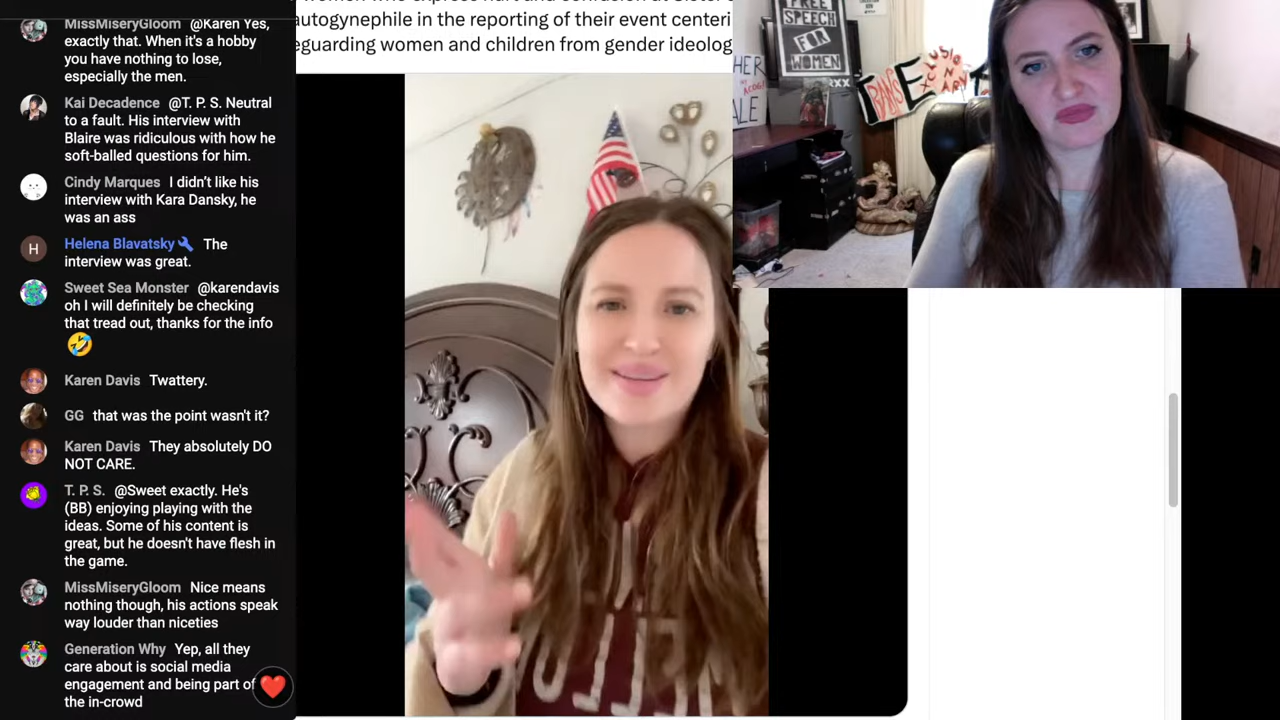 MissMiseryGloom @Karen Yes,
exactly that. When it's a hobby
you have nothing to lose,
especially the men.
Kai Decadence @T. P. S. Neutral
to a fault. His interview with
Blaire was ridiculous with how he
soft-balled questions for him.
Cindy Marques I didn’t like his
interview with Kara Dansky, he
was an ass
H
Helena Blavatsky The
interview was great.
Sweet Sea Monster @karendavis
oh I will definitely be checking
that tread out, thanks for the info
🤣
Karen Davis Twattery.
GG that was the point wasn't it?
Karen Davis They absolutely DO
NOT CARE.
T. P. S. @Sweet exactly. He's
(BB) enjoying playing with the
ideas. Some of his content is
great, but he doesn't have flesh in
the game.
MissMiseryGloom Nice means
nothing though, his actions speak
way louder than niceties
Generation Why Yep, all they
care about is social media
engagement and being part of
the in-crowd
autogynephile in the reporting of their event centeri
eguarding women and children from gender ideolog
FREE
SPEECH
FOR
WOMEN
HER
ALE
XX
TRANS